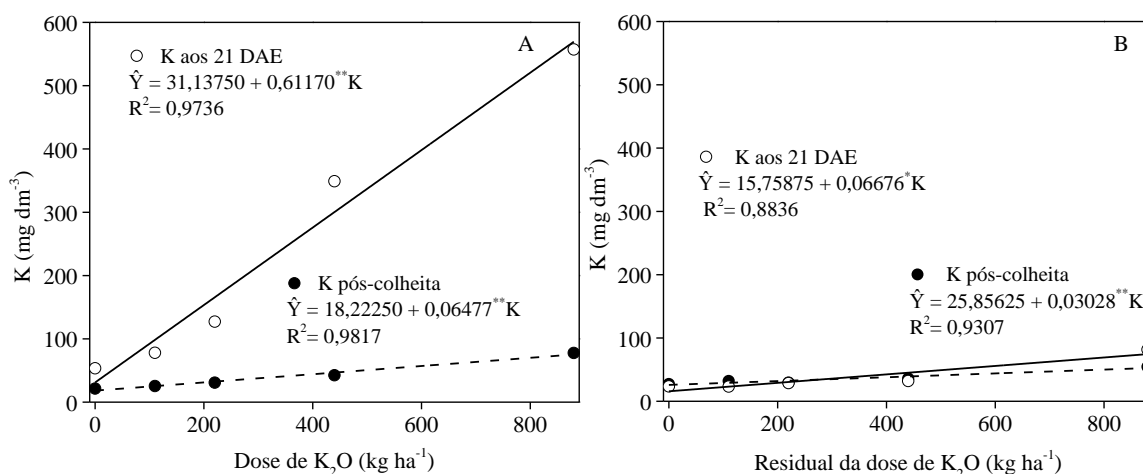 A
K aos 21 DAE
Ŷ = 31,13750 + 0,61170**K
R²= 0,9736
K pós-colheita
Ŷ = 18,22250 + 0,06477**K
R²= 0,9817
K (mg dm⁻³)
600
500
400
300
200
100
0
0 200 400 600 800
Dose de K₂O (kg ha⁻¹)
B
K aos 21 DAE
Ŷ = 15,75875 + 0,06676*K
R²= 0,8836
K pós-colheita
Ŷ = 25,85625 + 0,03028**K
R²= 0,9307
K (mg dm⁻³)
600
500
400
300
200
100
0
0 200 400 600 800
Residual da dose de K₂O (kg ha⁻¹)